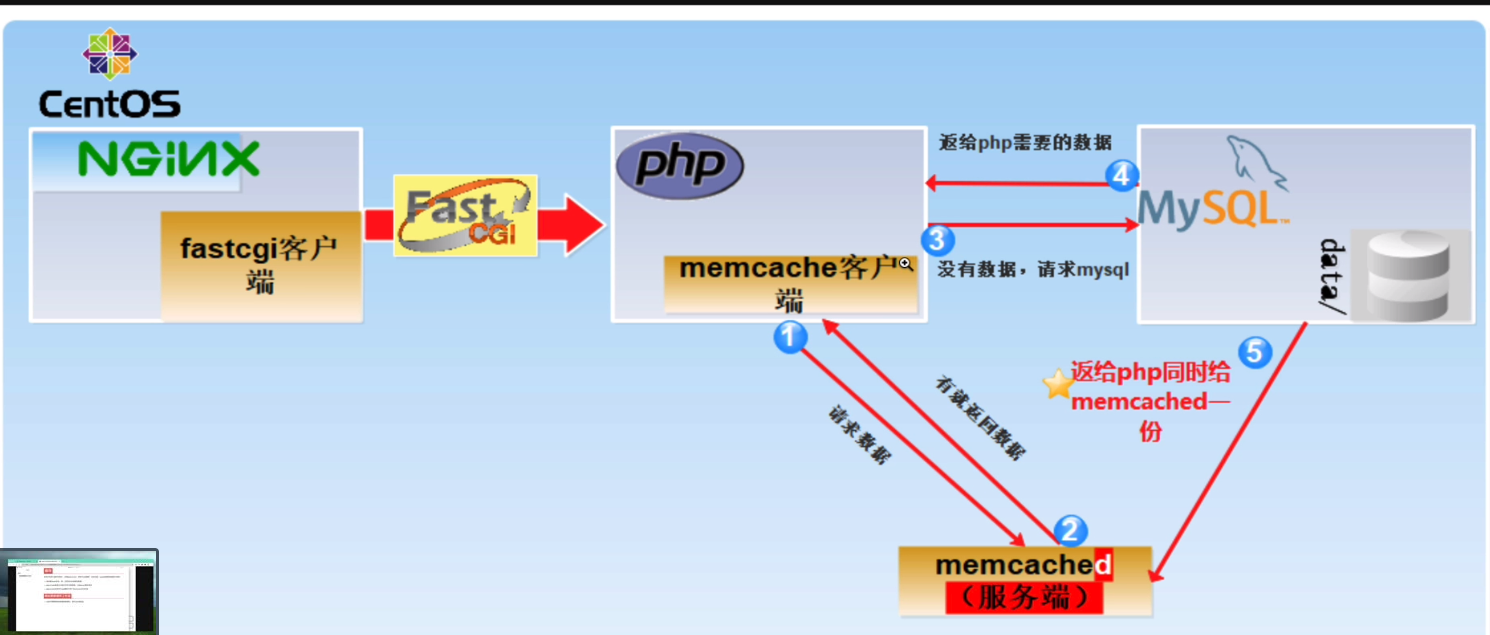 CentOS
NGiNX
fastcgi客户
端
Fast
CGI
php
memcache客户
端
返给php需要的数据
4
3
没有数据，请求mysql
MySQL™
data/
1
请求数据
有就返回数据
2
5
返给php同时给
memcached一
份
memcached
（服务端）